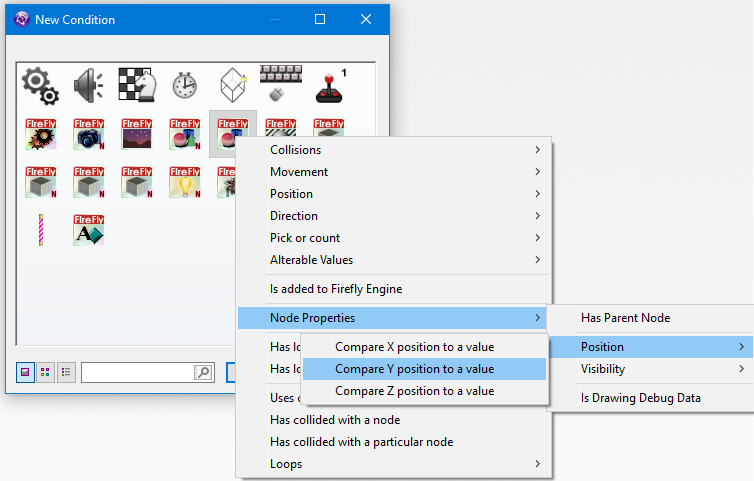 New Condition
1
FireFly
N
FireFly
N
FireFly
N
FireFly
N
FireFly
FireFly
FireFly
FireFly
N
FireFly
N
FireFly
N
FireFly
N
FireFly
FireFly
A
Collisions
Movement
Position
Direction
Pick or count
Alterable Values
Is added to Firefly Engine
Node Properties
Has Parent Node
Position
Visibility
Is Drawing Debug Data
Compare X position to a value
Compare Y position to a value
Compare Z position to a value
Has
Has
Uses
Has collided with a node
Has collided with a particular node
Loops